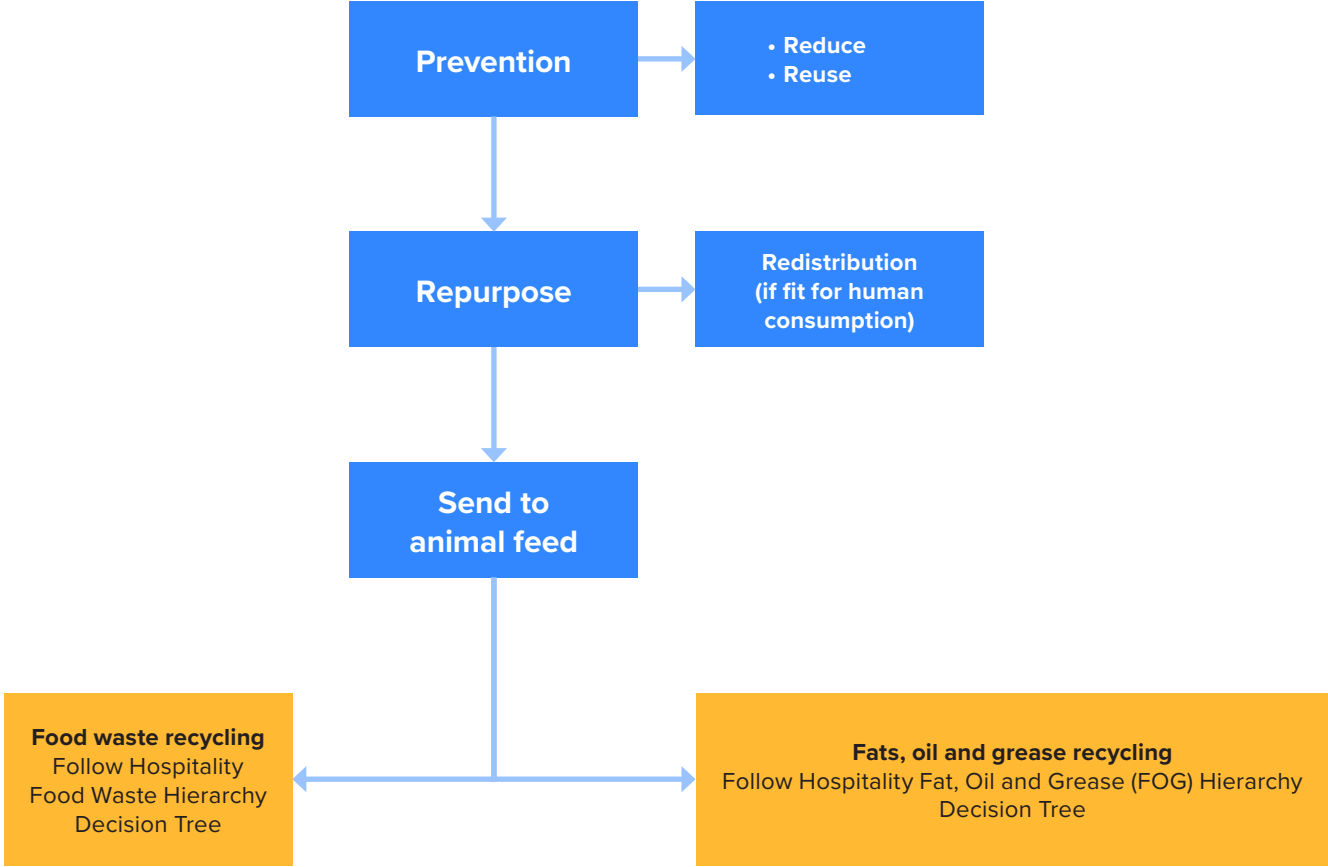 Prevention
• Reduce
• Reuse
Repurpose
Redistribution
(if fit for human
consumption)
Send to
animal feed
Food waste recycling
Follow Hospitality
Food Waste Hierarchy
Decision Tree
Fats, oil and grease recycling
Follow Hospitality Fat, Oil and Grease (FOG) Hierarchy
Decision Tree